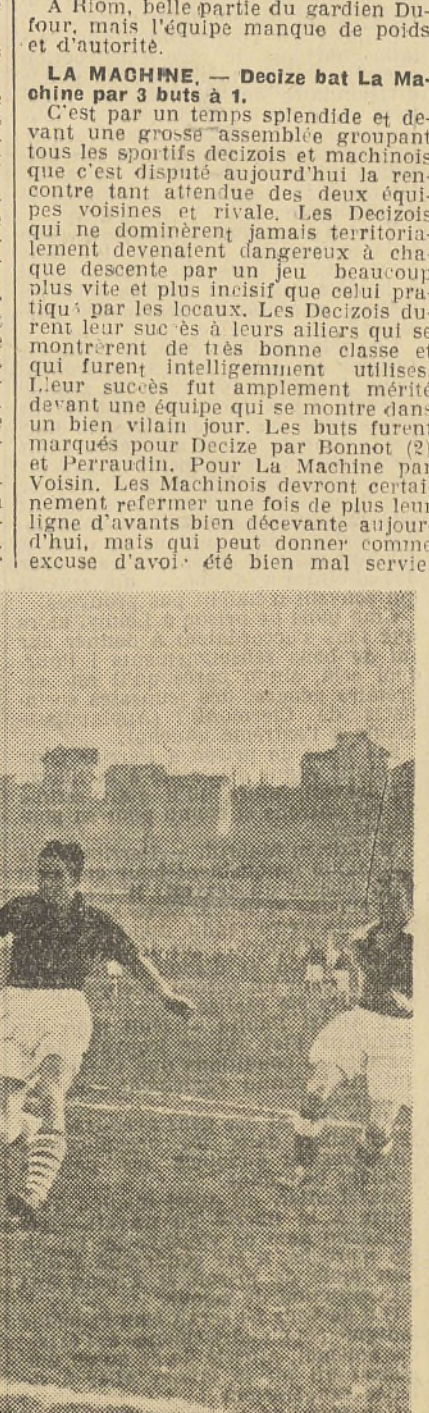 A Riom, belle partie du gardien Du-
four, mais l'équipe manque de poids
et d'autorité.
LA MACHINE. — Decize bat La Ma-
chine par 3 buts à 1.
C'est par un temps splendide et de-
vant une grosse assemblée groupant
tous les sportifs decizois et machinois
que c'est disputé aujourd'hui la ren-
contre tant attendue des deux équi-
pes voisines et rivale. Les Decizois
qui ne dominèrent jamais territoria-
lement devenaient dangereux à cha-
que descente par un jeu beaucoup
plus vite et plus incisif que celui pra-
tiqué par les locaux. Les Decizois du-
rent leur succès à leurs ailiers qui se
montrèrent de très bonne classe et
qui furent intelligemment utilises.
Lleur succès fut amplement mérité
devant une équipe qui se montre dans
un bien vilain jour. Les buts furent
marqués pour Decize par Bonnot (2)
et Perraudin. Pour La Machine par
Voisin. Les Machinois devront certai-
nement refermer une fois de plus leur
ligne d'avants bien décevante aujour-
d'hui, mais qui peut donner comme
excuse d'avoir été bien mal servie